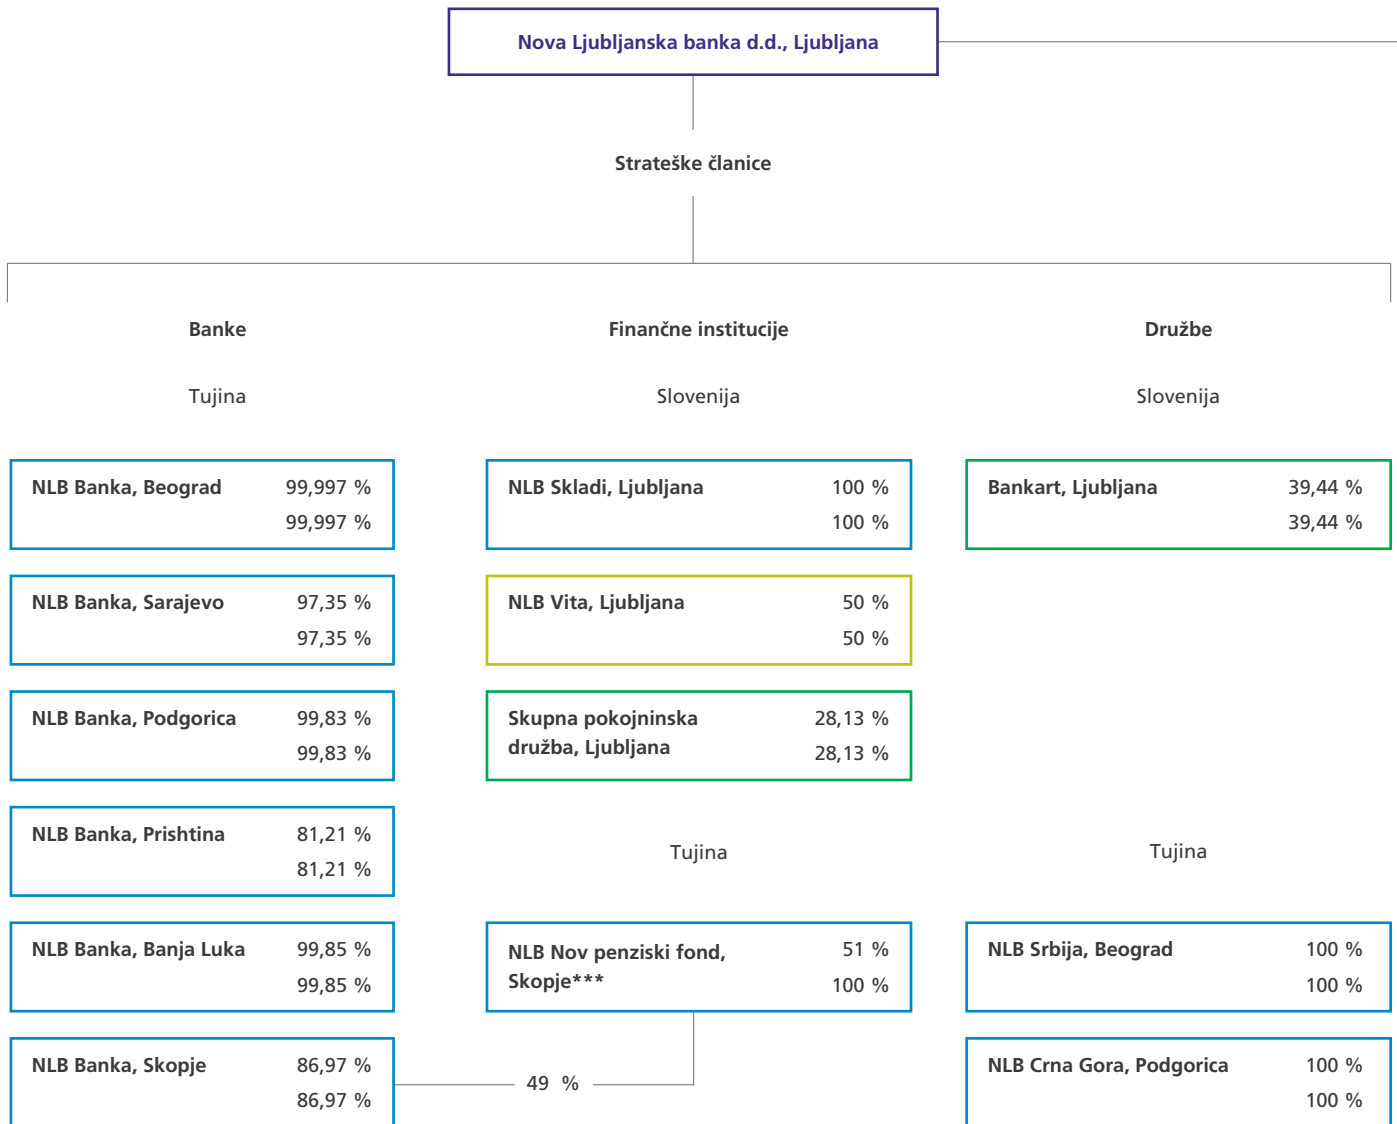 Nova Ljubljanska banka d.d., Ljubljana
Strateške članice
Banke
Tujina
NLB Banka, Beograd 99,997 %
99,997 %
NLB Banka, Sarajevo 97,35 %
97,35 %
NLB Banka, Podgorica 99,83 %
99,83 %
NLB Banka, Prishtina 81,21 %
81,21 %
NLB Banka, Banja Luka 99,85 %
99,85 %
NLB Banka, Skopje 86,97 %
86,97 %
49 %
Finančne institucije
Slovenija
NLB Skladi, Ljubljana 100 %
100 %
NLB Vita, Ljubljana 50 %
50 %
Skupna pokojninska 28,13 %
družba, Ljubljana 28,13 %
Tujina
NLB Nov penziski fond, 51 %
Skopje*** 100 %
Družbe
Slovenija
Bankart, Ljubljana 39,44 %
39,44 %
Tujina
NLB Srbija, Beograd 100 %
100 %
NLB Crna Gora, Podgorica 100 %
100 %